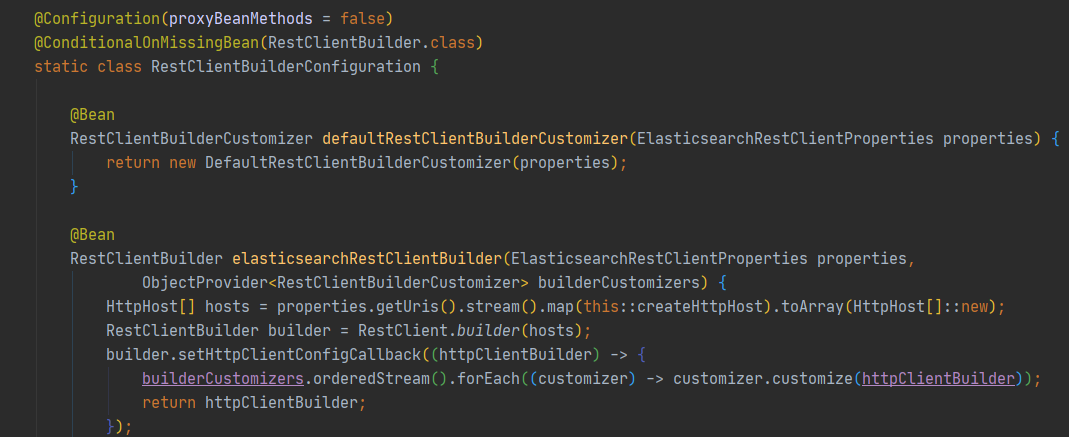 @Configuration(proxyBeanMethods = false)
@ConditionalOnMissingBean(RestClientBuilder.class)
static class RestClientBuilderConfiguration {
@Bean
RestClientBuilderCustomizer defaultRestClientBuilderCustomizer(ElasticsearchRestClientProperties properties) {
return new DefaultRestClientBuilderCustomizer(properties);
}
@Bean
RestClientBuilder elasticsearchRestClientBuilder(ElasticsearchRestClientProperties properties,
ObjectProvider<RestClientBuilderCustomizer> builderCustomizers) {
HttpHost[] hosts = properties.getUris().stream().map(this::createHttpHost).toArray(HttpHost[]::new);
RestClientBuilder builder = RestClient.builder(hosts);
builder.setHttpClientConfigCallback((httpClientBuilder) -> {
builderCustomizers.orderedStream().forEach((customizer) -> customizer.customize(httpClientBuilder));
return httpClientBuilder;
});